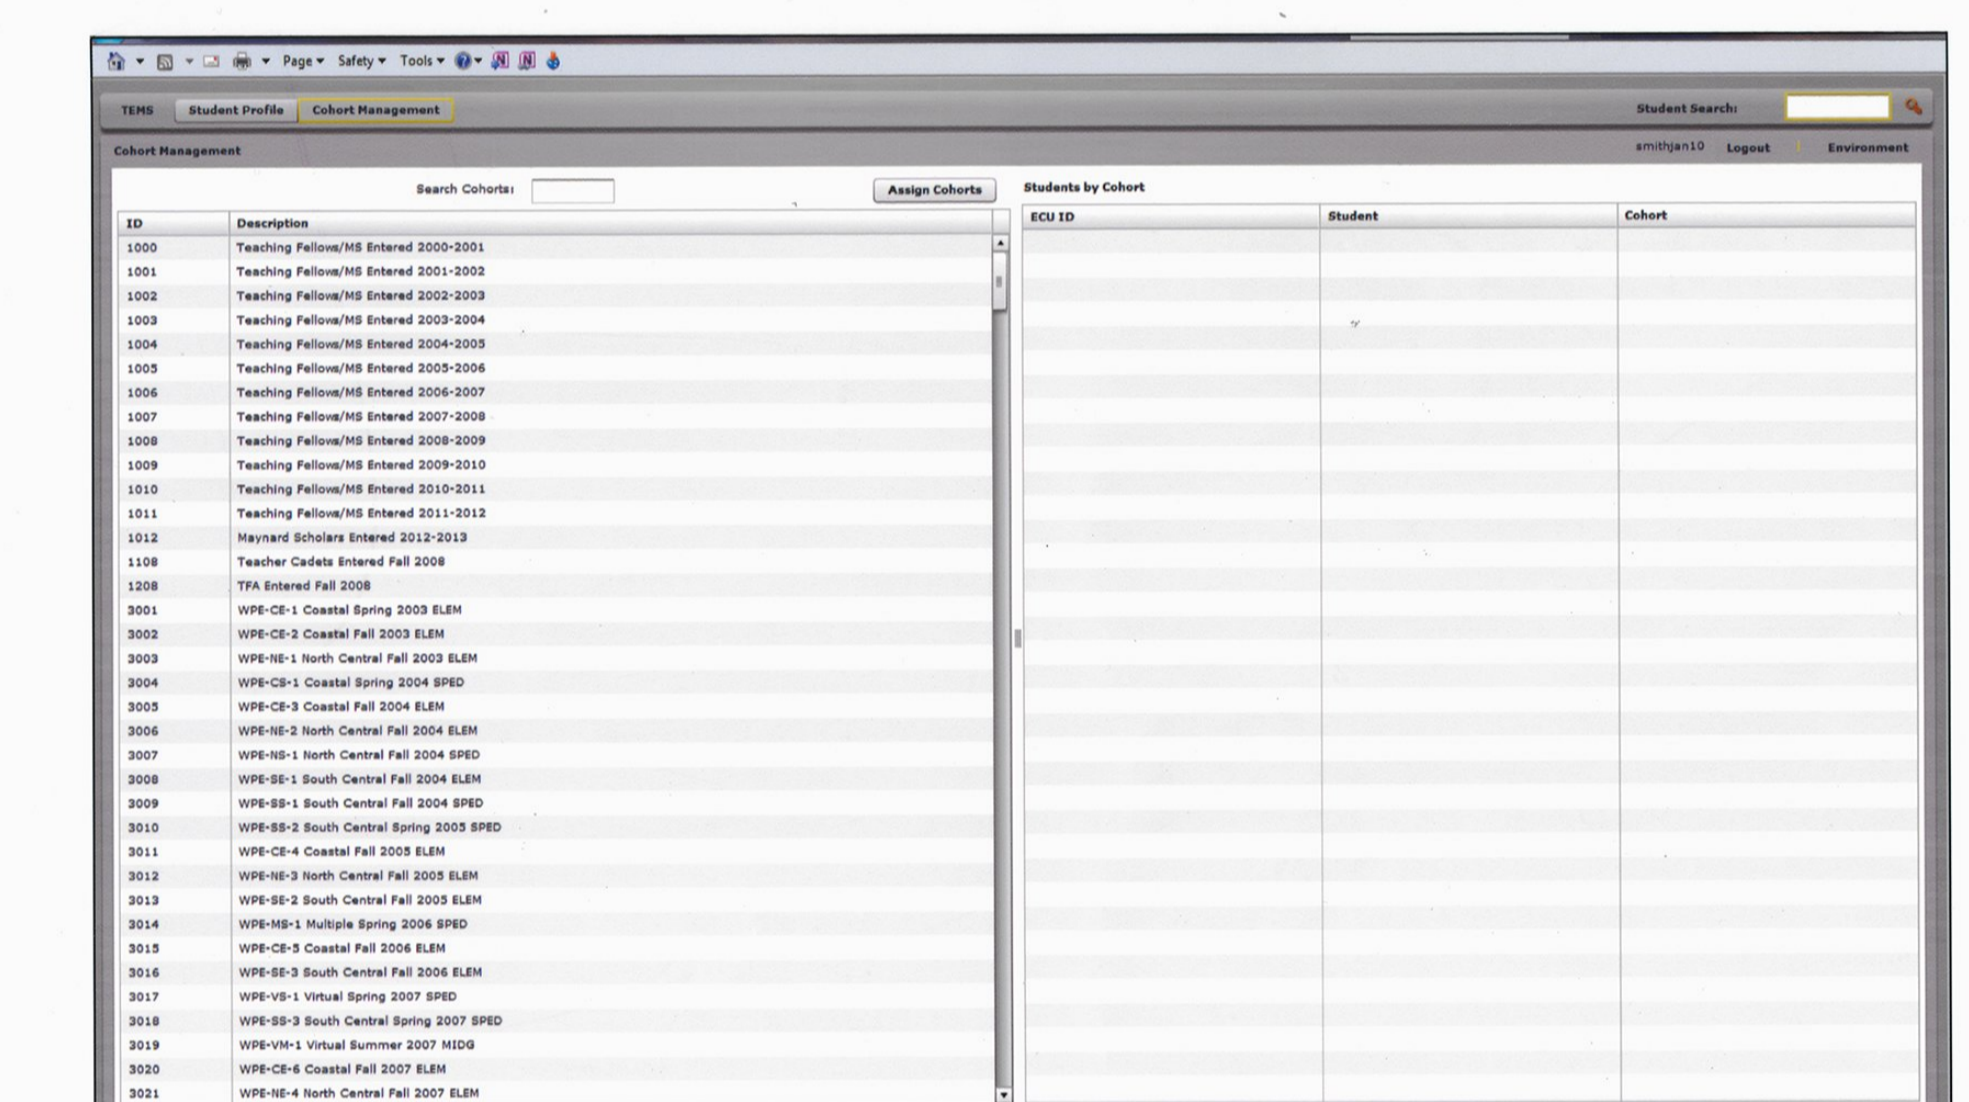 Page Safety Tools
TEMS Student Profile Cohort Management Student Search:
Cohort Management smithjan10 Logout | Environment
Search Cohorts: Assign Cohorts Students by Cohort
ID Description ECU ID Student Cohort
1000 Teaching Fellows/MS Entered 2000-2001
1001 Teaching Fellows/MS Entered 2001-2002
1002 Teaching Fellows/MS Entered 2002-2003
1003 Teaching Fellows/MS Entered 2003-2004
1004 Teaching Fellows/MS Entered 2004-2005
1005 Teaching Fellows/MS Entered 2005-2006
1006 Teaching Fellows/MS Entered 2006-2007
1007 Teaching Fellows/MS Entered 2007-2008
1008 Teaching Fellows/MS Entered 2008-2009
1009 Teaching Fellows/MS Entered 2009-2010
1010 Teaching Fellows/MS Entered 2010-2011
1011 Teaching Fellows/MS Entered 2011-2012
1012 Maynard Scholars Entered 2012-2013
1108 Teacher Cadets Entered Fall 2008
1208 TFA Entered Fall 2008
3001 WPE-CE-1 Coastal Spring 2003 ELEM
3002 WPE-CE-2 Coastal Fall 2003 ELEM
3003 WPE-NE-1 North Central Fall 2003 ELEM
3004 WPE-CS-1 Coastal Spring 2004 SPED
3005 WPE-CE-3 Coastal Fall 2004 ELEM
3006 WPE-NE-2 North Central Fall 2004 ELEM
3007 WPE-NS-1 North Central Fall 2004 SPED
3008 WPE-SE-1 South Central Fall 2004 ELEM
3009 WPE-SS-1 South Central Fall 2004 SPED
3010 WPE-SS-2 South Central Spring 2005 SPED
3011 WPE-CE-4 Coastal Fall 2005 ELEM
3012 WPE-NE-3 North Central Fall 2005 ELEM
3013 WPE-SE-2 South Central Fall 2005 ELEM
3014 WPE-MS-1 Multiple Spring 2006 SPED
3015 WPE-CE-5 Coastal Fall 2006 ELEM
3016 WPE-SE-3 South Central Fall 2006 ELEM
3017 WPE-VS-1 Virtual Spring 2007 SPED
3018 WPE-SS-3 South Central Spring 2007 SPED
3019 WPE-VM-1 Virtual Summer 2007 MIDG
3020 WPE-CE-6 Coastal Fall 2007 ELEM
3021 WPE-NE-4 North Central Fall 2007 ELEM